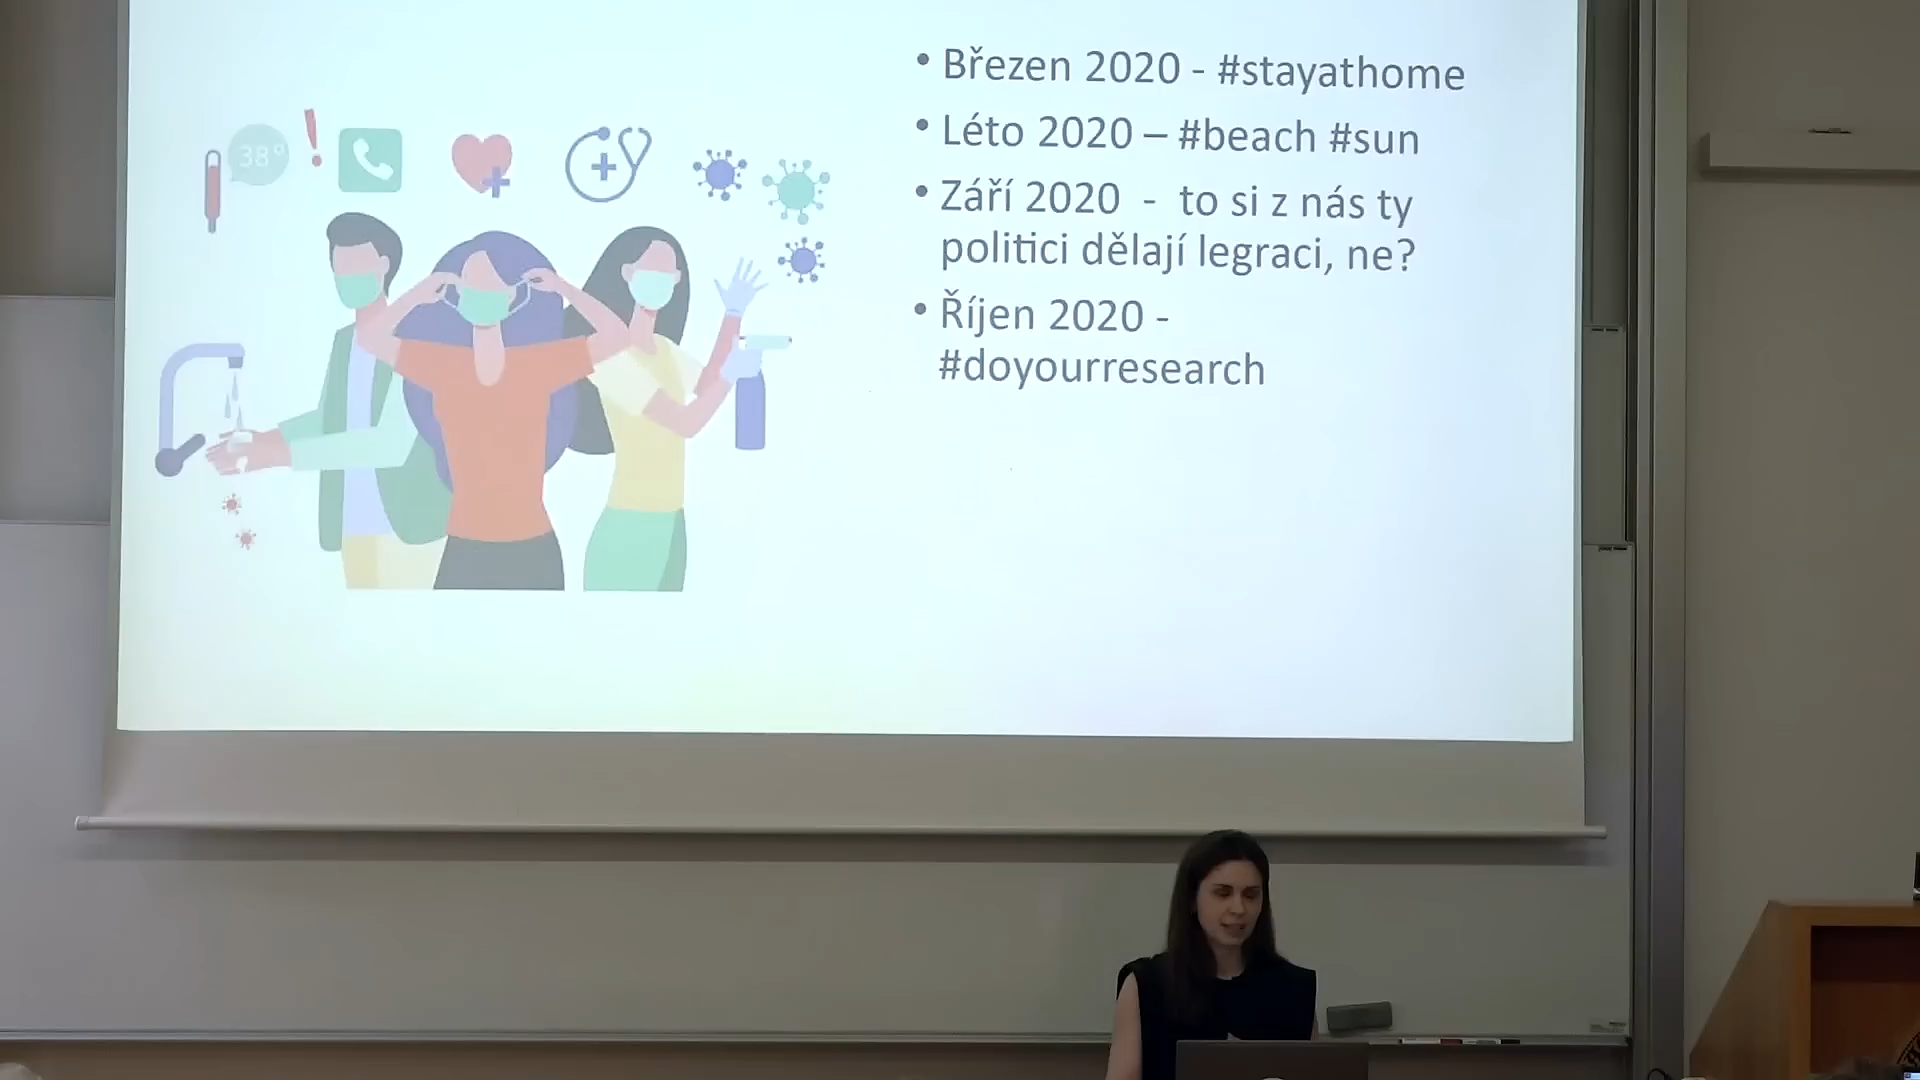 • Březen 2020 - #stayathome
• Léto 2020 – #beach #sun
• Září 2020 - to si z nás ty
politici dělají legraci, ne?
• Říjen 2020 -
#doyourresearch
38°